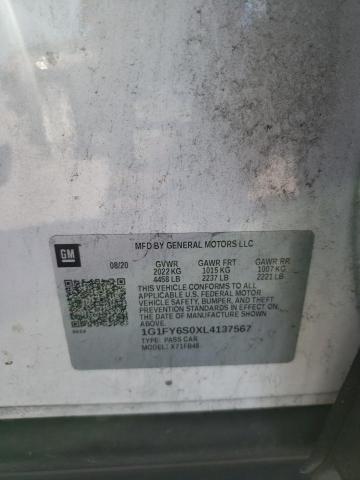 GM
MFD BY GENERAL MOTORS LLC
08/20 GVWR GAWR FRT GAWR RR
2022 KG 1015 KG 1007 KG
4458 LB 2237 LB 2221 LB
THIS VEHICLE CONFORMS TO ALL
APPLICABLE U.S. FEDERAL MOTOR
VEHICLE SAFETY, BUMPER, AND THEFT
PREVENTION STANDARDS IN EFFECT
ON THE DATE OF MANUFACTURE
SHOWN ABOVE.
1G1FY6S0XL4137567
TYPE: PASS CAR
MODEL: X71FB48